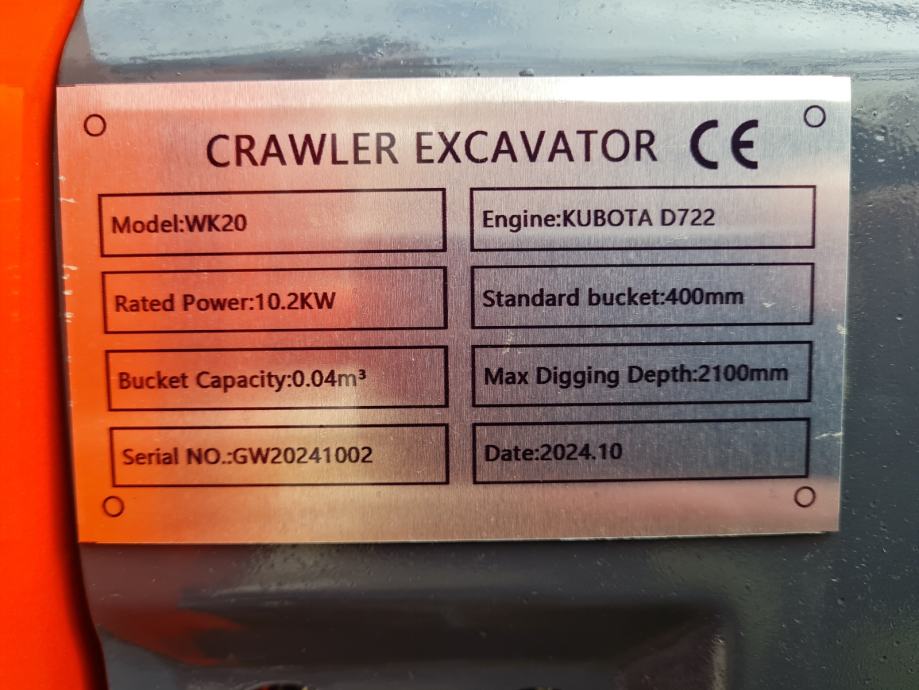 CRAWLER EXCAVATOR CE
Model:WK20
Engine:KUBOTA D722
Rated Power:10.2KW
Standard bucket:400mm
Bucket Capacity:0.04m³
Max Digging Depth:2100mm
Serial NO.:GW20241002
Date:2024.10